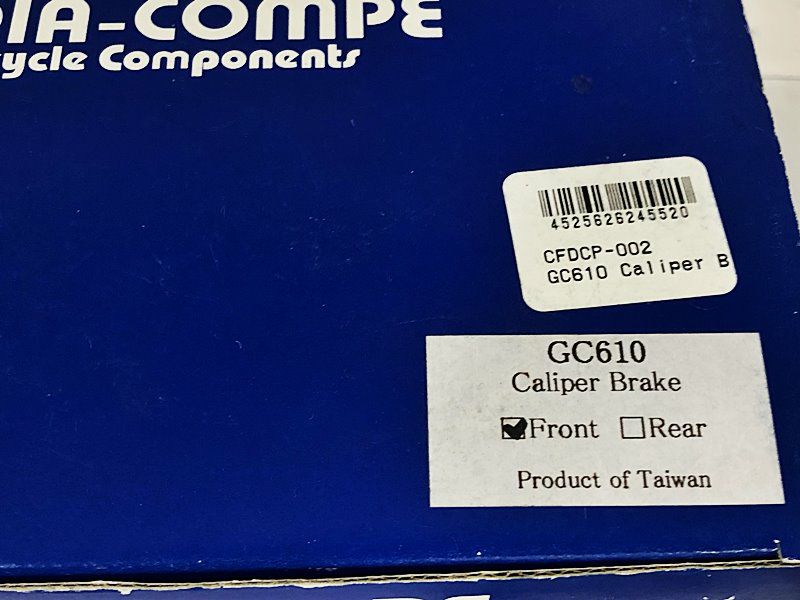 IA-COMPE
ycle Components
4525626245520
CFDCP-002
GC610 Caliper B
GC610
Caliper Brake
Front Rear
Product of Taiwan